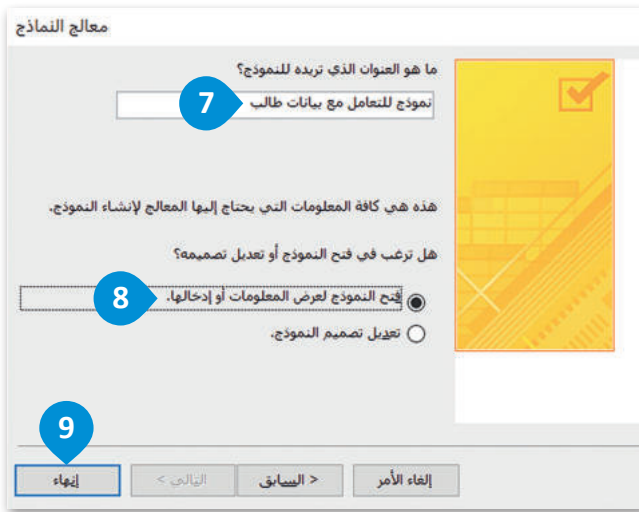 معالج النماذج
ما هو العنوان الذي تريده للنموذج؟
نموذج للتعامل مع بيانات طالب
7
هذه هي كافة المعلومات التي يحتاج إليها المعالج لإنشاء النموذج.
هل ترغب في فتح النموذج أو تعديل تصميمه؟
فتح النموذج لعرض المعلومات أو إدخالها.
8
تعديل تصميم النموذج.
9
إلغاء الأمر
< السابق
التالي >
إنهاء